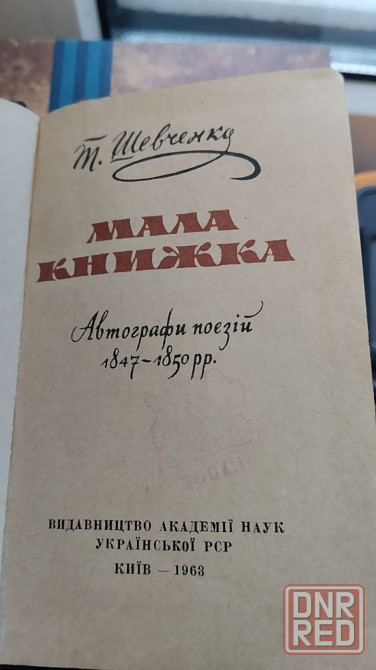 Т. Шевченко
МАЛА
КНИЖКА
Автографи поезій
1847–1850 рр.
ВИДАВНИЦТВО АКАДЕМІЇ НАУК
УКРАЇНСЬКОЇ РСР
КИЇВ — 1963
DNR
RED